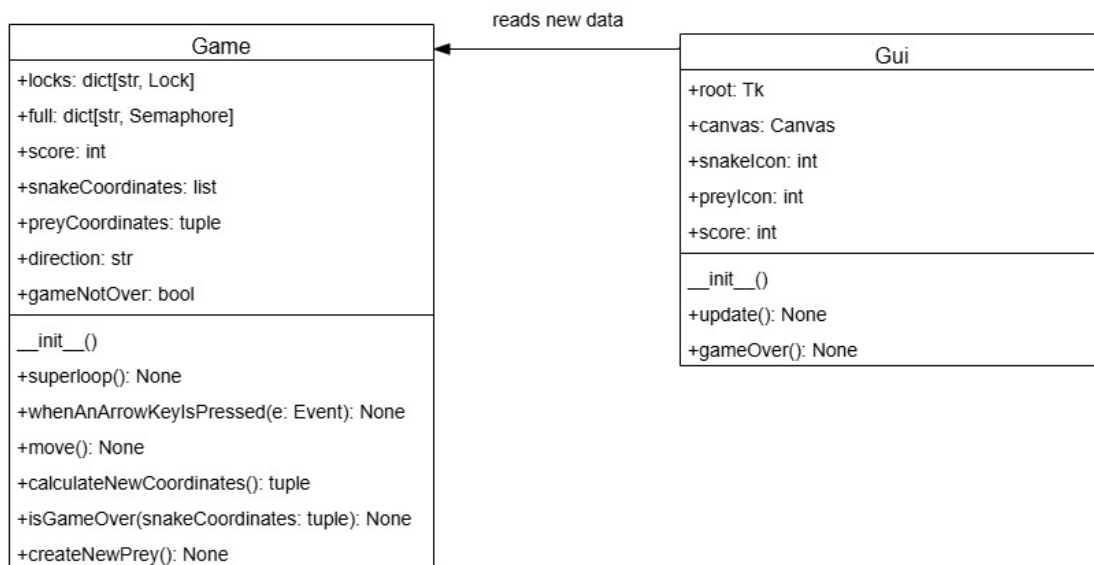 reads new data
Game
+locks: dict[str, Lock]
+full: dict[str, Semaphore]
+score: int
+snakeCoordinates: list
+preyCoordinates: tuple
+direction: str
+gameNotOver: bool
__init__()
+superloop(): None
+whenAnArrowKeyIsPressed(e: Event): None
+move(): None
+calculateNewCoordinates(): tuple
+isGameOver(snakeCoordinates: tuple): None
+createNewPrey(): None
Gui
+root: Tk
+canvas: Canvas
+snakeIcon: int
+preyIcon: int
+score: int
__init__()
+update(): None
+gameOver(): None